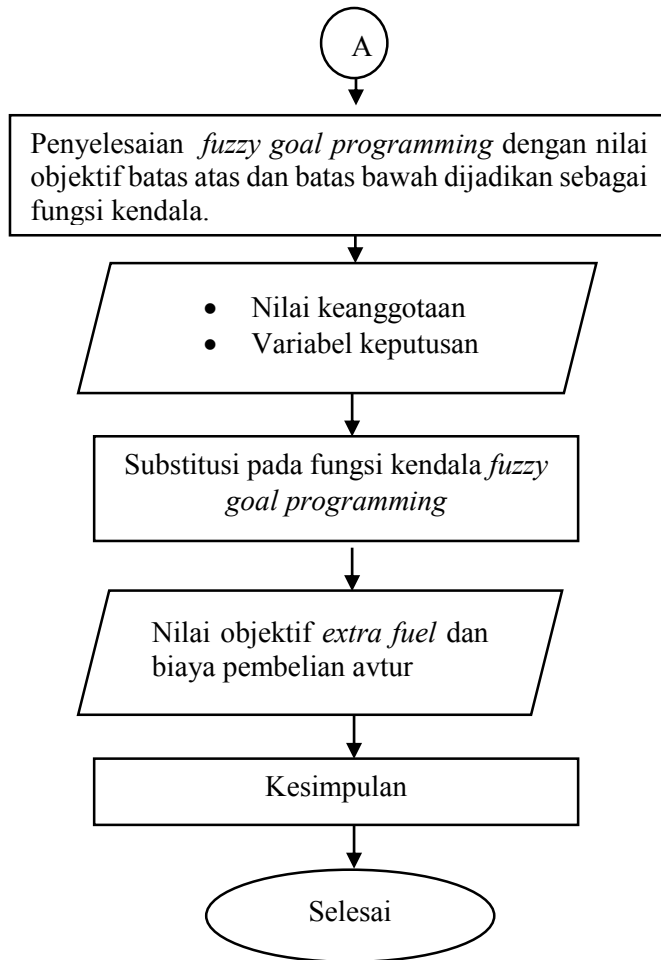 A
Penyelesaian fuzzy goal programming dengan nilai
objektif batas atas dan batas bawah dijadikan sebagai
fungsi kendala.
• Nilai keanggotaan
• Variabel keputusan
Substitusi pada fungsi kendala fuzzy
goal programming
Nilai objektif extra fuel dan
biaya pembelian avtur
Kesimpulan
Selesai